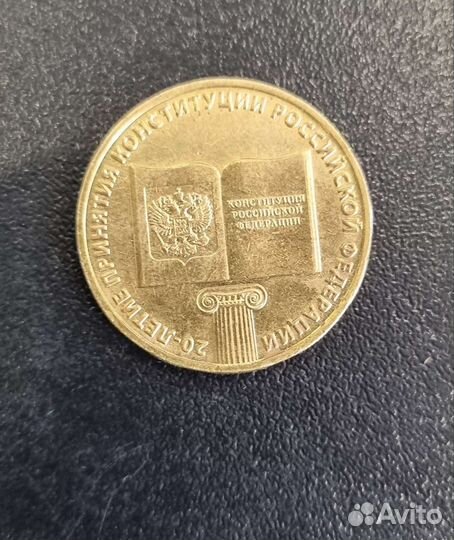 20-ЛЕТИЕ ПРИНЯТИЯ КОНСТИТУЦИИ РОССИЙСКОЙ ФЕДЕРАЦИИ
КОНСТИТУЦИЯ
РОССИЙСКОЙ
ФЕДЕРАЦИИ
Avito